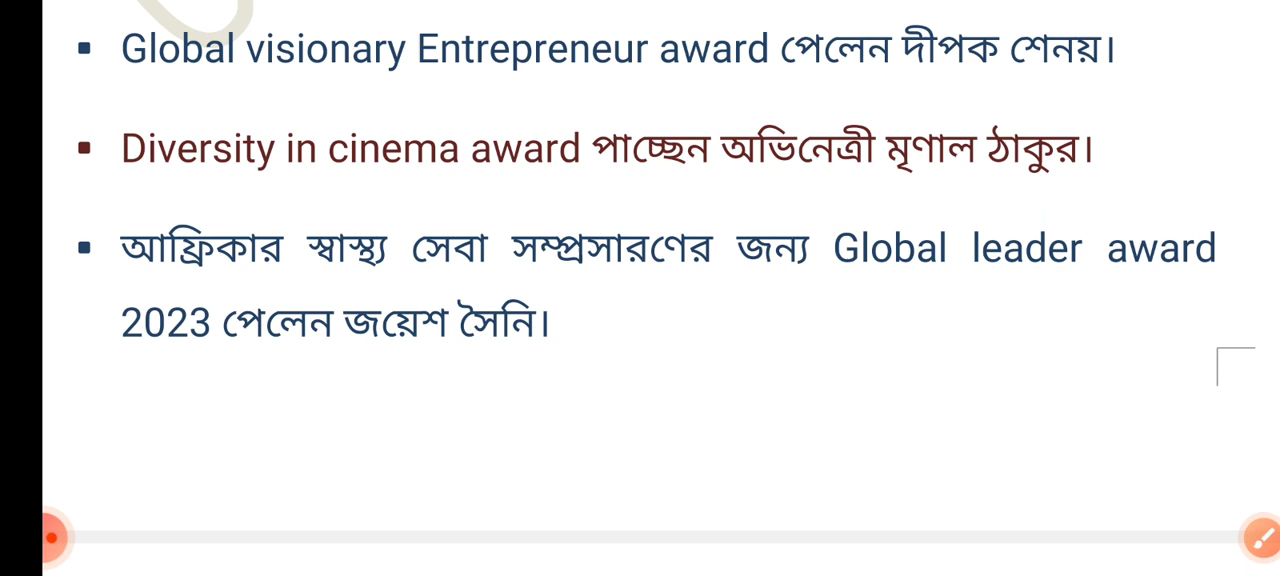 ▪ Global visionary Entrepreneur award পেলেন দীপক শেনয়।
▪ Diversity in cinema award পাচ্ছেন অভিনেত্রী মৃণাল ঠাকুর।
▪ আফ্রিকার স্বাস্থ্য সেবা সম্প্রসারণের জন্য Global leader award
2023 পেলেন জয়েশ সৈনি।